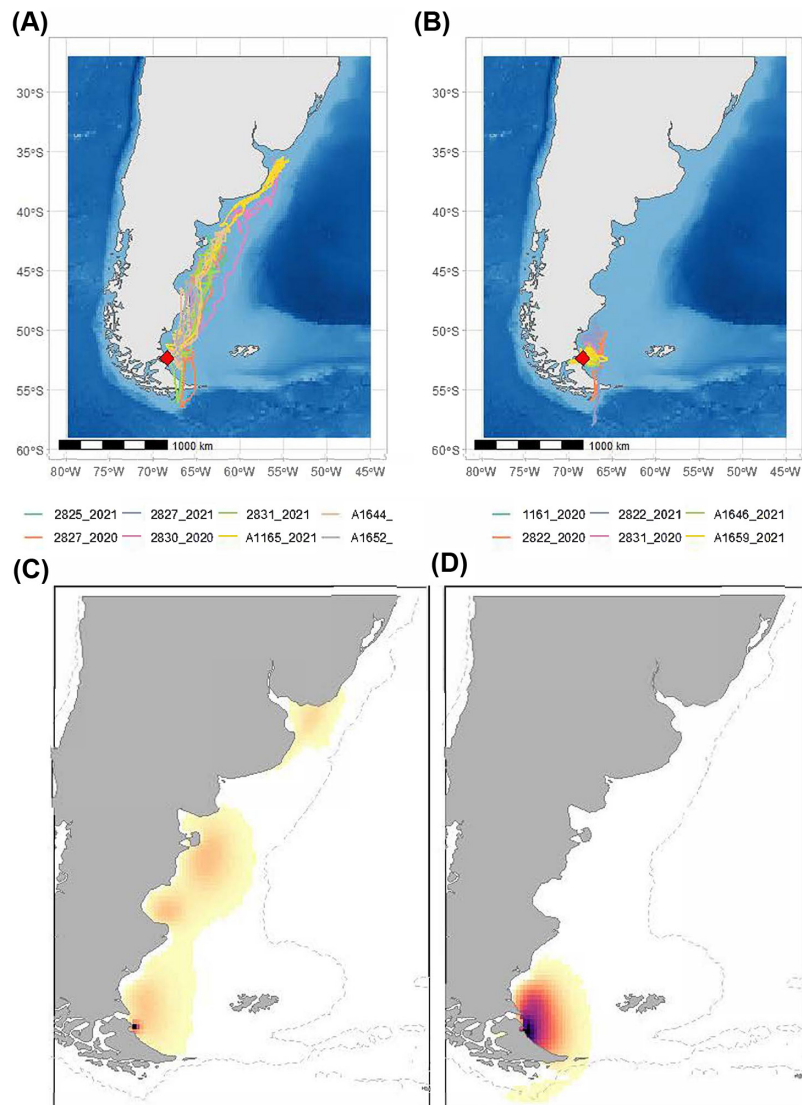 (A)
(B)
30°S
35°S
40°S
45°S
50°S
55°S
60°S
1000 km
80°W 75°W 70°W 65°W 60°W 55°W 50°W 45°W
30°S
35°S
40°S
45°S
50°S
55°S
60°S
1000 km
80°W 75°W 70°W 65°W 60°W 55°W 50°W 45°W
2825_2021 2827_2021 2831_2021 A1644_
2827_2020 2830_2020 A1165_2021 A1652_
1161_2020 2822_2021 A1646_2021
2822_2020 2831_2020 A1659_2021
(C)
(D)